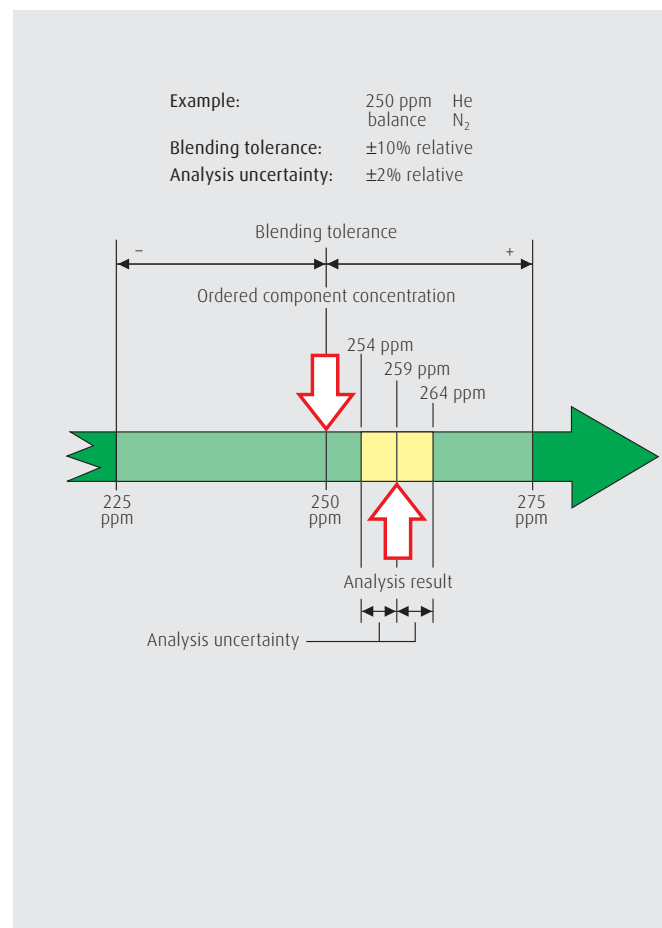 Example: 250 ppm He
balance N₂
Blending tolerance: ±10% relative
Analysis uncertainty: ±2% relative
Blending tolerance
− +
Ordered component concentration
254 ppm
259 ppm
264 ppm
225 ppm
250 ppm
275 ppm
Analysis result
Analysis uncertainty